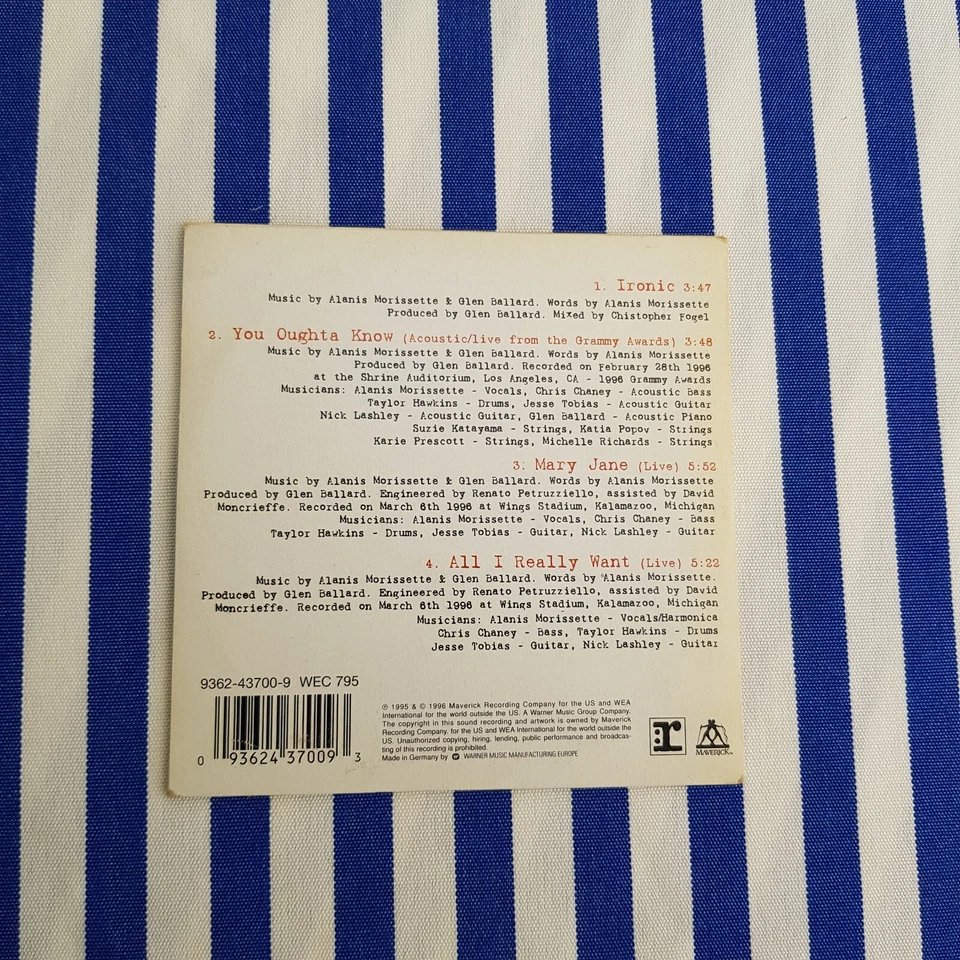 1. Ironic 3:47
Music by Alanis Morissette & Glen Ballard. Words by Alanis Morissette
Produced by Glen Ballard. Mixed by Chistopher Fogel
2. You Oughta Know (Acoustic/live from the Grammy Awards) 3:48
Music by Alanis Morissette & Glen Ballard. Words by Alanis Morissette
Produced by Glen Ballard. Recorded on February 28th 1996
at the Shrine Auditorium, Los Angeles, CA - 1996 Grammy Awards
Musicians: Alanis Morissette - Vocals, Chris Chaney - Acoustic Bass
Taylor Hawkins - Drums, Jesse Tobias - Acoustic Guitar
Nick Lashley - Acoustic Guitar, Glen Ballard - Acoustic Piano
Suzie Katayama - Strings, Katia Popov - Strings
Karie Prescott - Strings, Michelle Richards - Strings
3. Mary Jane (Live) 5:52
Music by Alanis Morissette & Glen Ballard. Words by Alanis Morissette
Produced by Glen Ballard. Engineered by Renato Petruzziello, assisted by David
Moncrieffe. Recorded on March 6th 1996 at Wings Stadium, Kalamazoo, Michigan
Musicians: Alanis Morissette - Vocals, Chris Chaney - Bass
Taylor Hawkins - Drums, Jesse Tobias - Guitar, Nick Lashley - Guitar
4. All I Really Want (Live) 5:22
Music by Alanis Morissette & Glen Ballard. Words by Alanis Morissette.
Produced by Glen Ballard. Engineered by Renato Petruzziello, assisted by David
Moncrieffe. Recorded on March 6th 1996 at Wings Stadium, Kalamazoo, Michigan
Musicians: Alanis Morissette - Vocals/Harmonica
Chris Chaney - Bass, Taylor Hawkins - Drums
Jesse Tobias - Guitar, Nick Lashley - Guitar
9362-43700-9 WEC 795
0 93624 37009 3
℗ 1995 & © 1996 Maverick Recording Company for the US and WEA
International for the world outside the US. A Warner Music Group Company.
The copyright in this sound recording and artwork is owned by Maverick
Recording Company. for the US and WEA International for the world outside the
US. Unauthorized copying, hiring, lending, public performance and broadcas-
ting of this recording is prohibited.
Made in Germany by WARNER MUSIC MANUFACTURING EUROPE
r
MAVERICK™